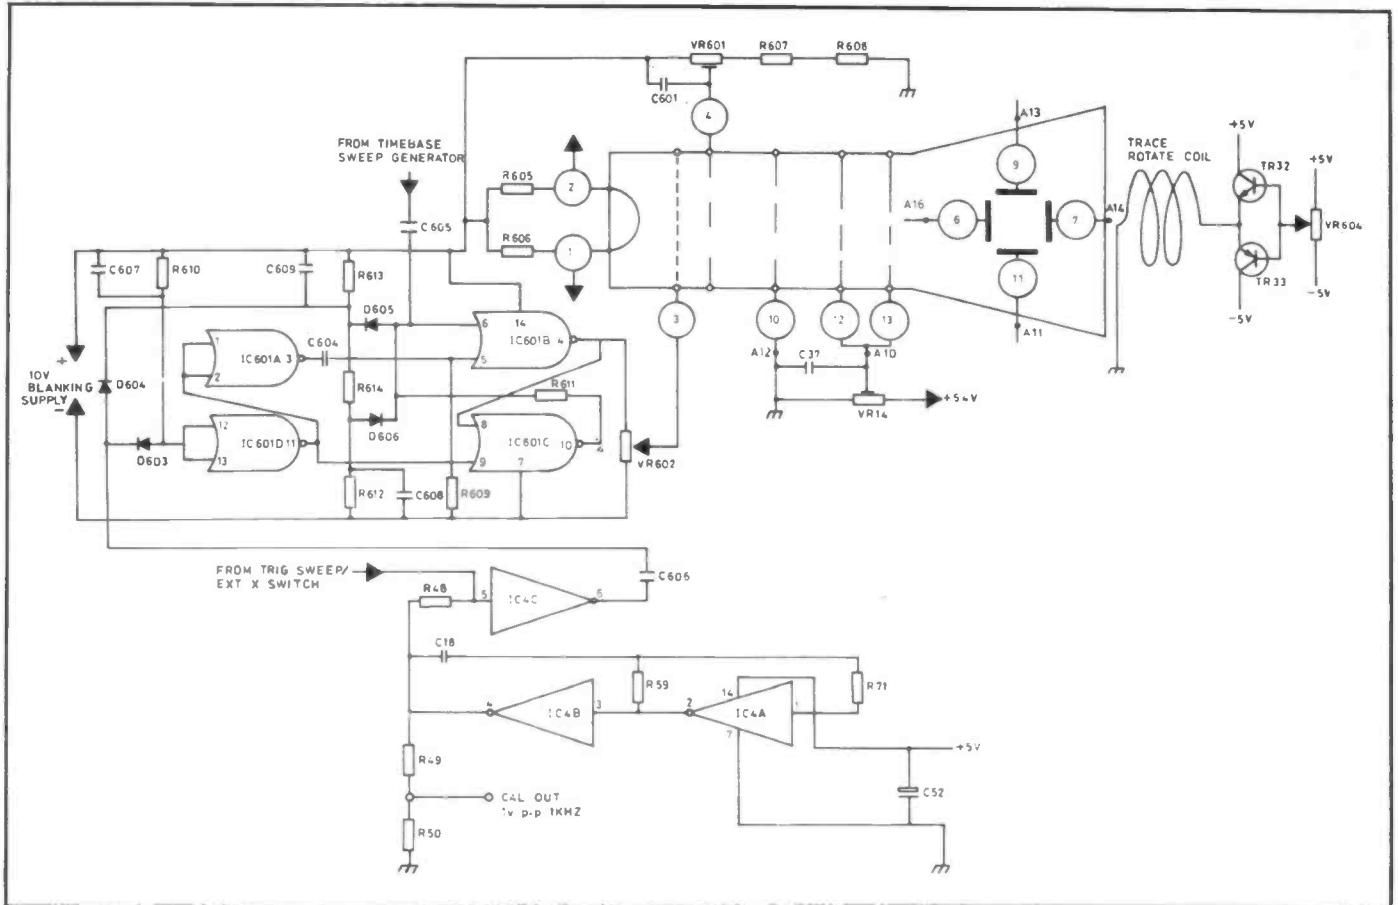 VR601
R607
R608
C601
4
FROM TIMEBASE
SWEEP GENERATOR
A13
+5V
TRACE
ROTATE COIL
TR32
+5V
9
R605
2
A16
6
7
A14
VR604
C605
R606
1
11
TR33
-5V
-5V
C607
R610
C609
R613
3
10
12
13
A11
D605
6
14
IC601B
4
A12
C37
A10
IC601A
3
C604
5
+
10V
BLANKING
SUPPLY
-
D604
2
R614
R611
+54V
VR14
12
IC601D
11
D606
8
IC601C
10
VR602
D603
13
9
7
R612
C608
R609
FROM TRIG SWEEP/
EXT X SWITCH
R48
5
IC4C
6
C606
C18
R59
R71
4
IC4B
3
2
14
IC4A
1
7
R49
+5V
C52
CAL OUT
1v p-p 1KHZ
R50